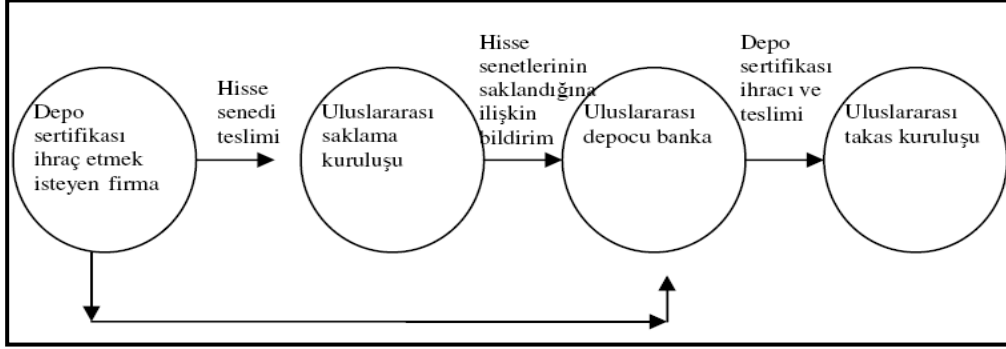 Depo
sertifikası
ihraç etmek
isteyen firma
Hisse
senedi
teslimi
Uluslararası
saklama
kuruluşu
Hisse
senetlerinin
saklandığına
ilişkin
bildirim
Uluslararası
depocu banka
Depo
sertifikası
ihracı ve
teslimi
Uluslararası
takas kuruluşu